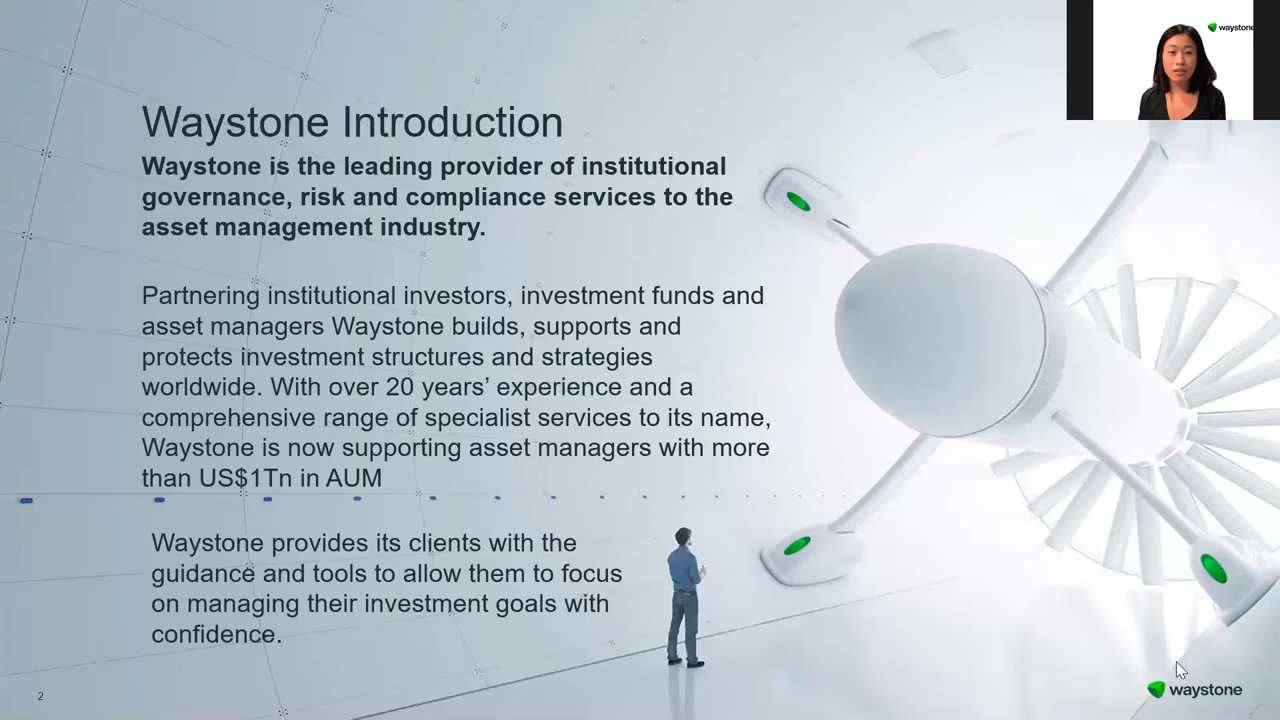 waystone
Waystone Introduction
Waystone is the leading provider of institutional
governance, risk and compliance services to the
asset management industry.
Partnering institutional investors, investment funds and
asset managers Waystone builds, supports and
protects investment structures and strategies
worldwide. With over 20 years’ experience and a
comprehensive range of specialist services to its name,
Waystone is now supporting asset managers with more
than US$1Tn in AUM
Waystone provides its clients with the
guidance and tools to allow them to focus
on managing their investment goals with
confidence.
2
waystone